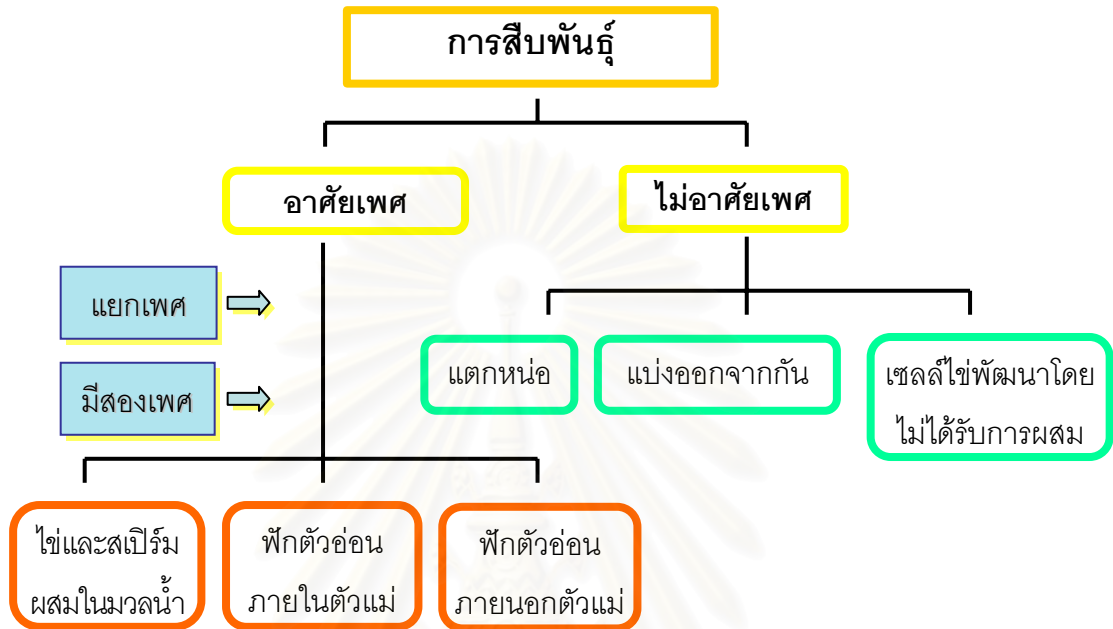 การสืบพันธุ์
อาศัยเพศ
ไม่อาศัยเพศ
แยกเพศ
มีสองเพศ
แตกหน่อ
แบ่งออกจากกัน
เซลล์ไข่พัฒนาโดย
ไม่ได้รับการผสม
ไข่และสเปิร์ม
ผสมในมวลน้ำ
ฟักตัวอ่อน
ภายในตัวแม่
ฟักตัวอ่อน
ภายนอกตัวแม่